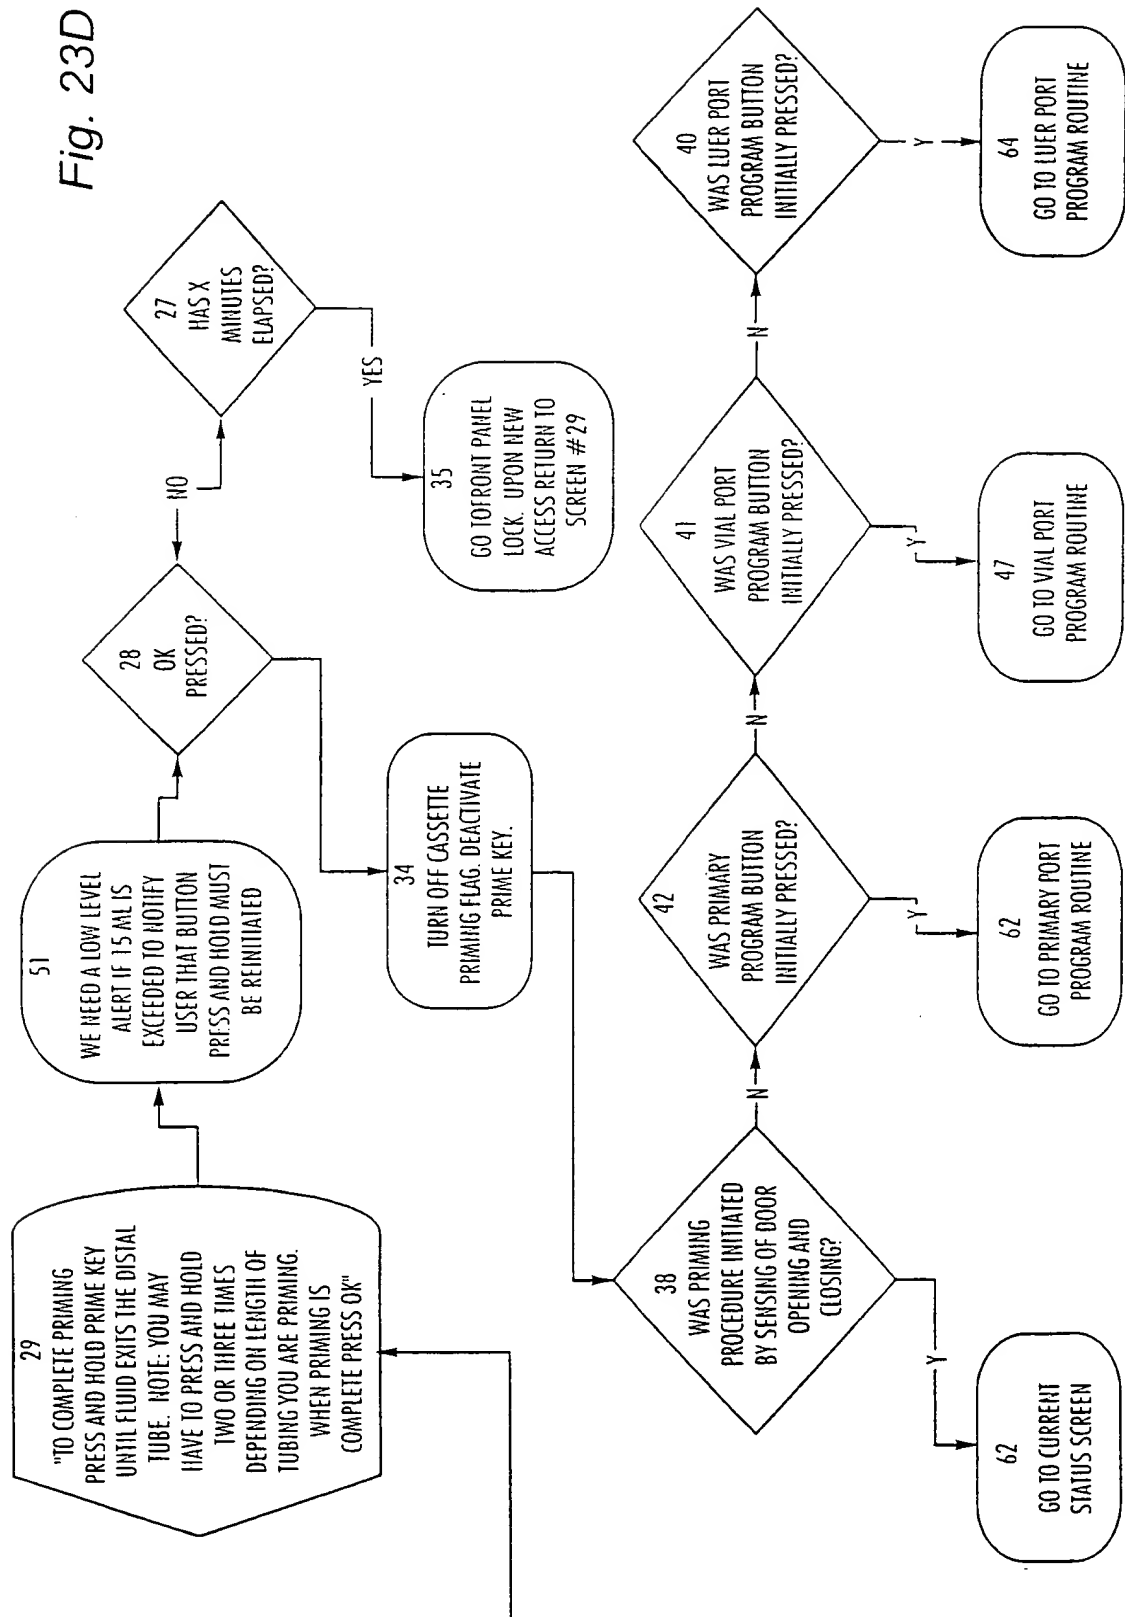 Fig. 23D
29
"TO COMPLETE PRIMING
PRESS AND HOLD PRIME KEY
UNTIL FLUID EXITS THE DISTAL
TUBE. NOTE: YOU MAY
HAVE TO PRESS AND HOLD
TWO OR THREE TIMES
DEPENDING ON LENGTH OF
TUBING YOU ARE PRIMING.
WHEN PRIMING IS
COMPLETE PRESS OK"
51
WE NEED A LOW LEVEL
ALERT IF 15 ML IS
EXCEEDED TO NOTIFY
USER THAT BUTTON
PRESS AND HOLD MUST
BE REINITIATED
28
OK
PRESSED?
NO
27
HAS X
MINUTES
ELAPSED?
YES
35
GO TOFRONT PANEL
LOCK. UPON NEW
ACCESS RETURN TO
SCREEN #29
34
TURN OFF CASSETTE
PRIMING FLAG. DEACTIVATE
PRIME KEY.
38
WAS PRIMING
PROCEDURE INITIATED
BY SENSING OF DOOR
OPENING AND
CLOSING?
Y
62
GO TO CURRENT
STATUS SCREEN
N
42
WAS PRIMARY
PROGRAM BUTTON
INITIALLY PRESSED?
Y
62
GO TO PRIMARY PORT
PROGRAM ROUTINE
N
41
WAS VIAL PORT
PROGRAM BUTTON
INITIALLY PRESSED?
Y
47
GO TO VIAL PORT
PROGRAM ROUTINE
N
40
WAS LUER PORT
PROGRAM BUTTON
INITIALLY PRESSED?
Y
64
GO TO LUER PORT
PROGRAM ROUTINE